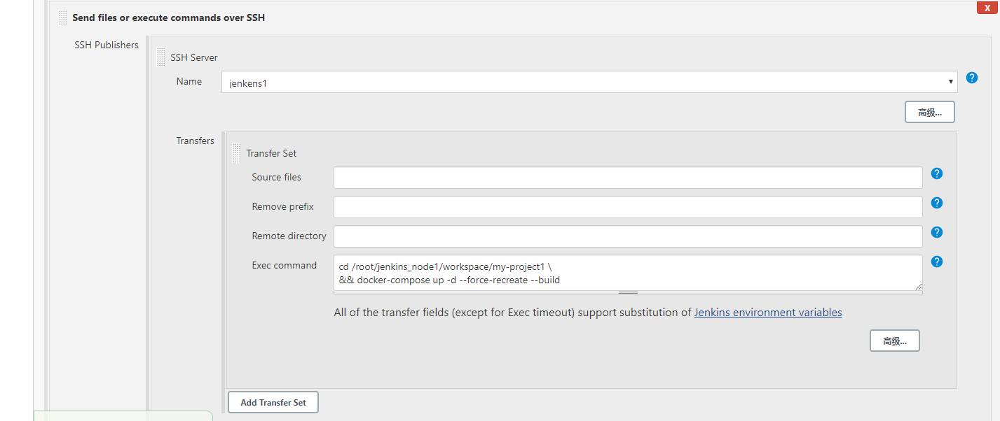 Send files or execute commands over SSH
X
SSH Publishers
SSH Server
Name
jenkens1
高级...
Transfers
Transfer Set
Source files
Remove prefix
Remote directory
Exec command
cd /root/jenkins_node1/workspace/my-project1 \
&& docker-compose up -d --force-recreate --build
All of the transfer fields (except for Exec timeout) support substitution of Jenkins environment variables
高级...
Add Transfer Set